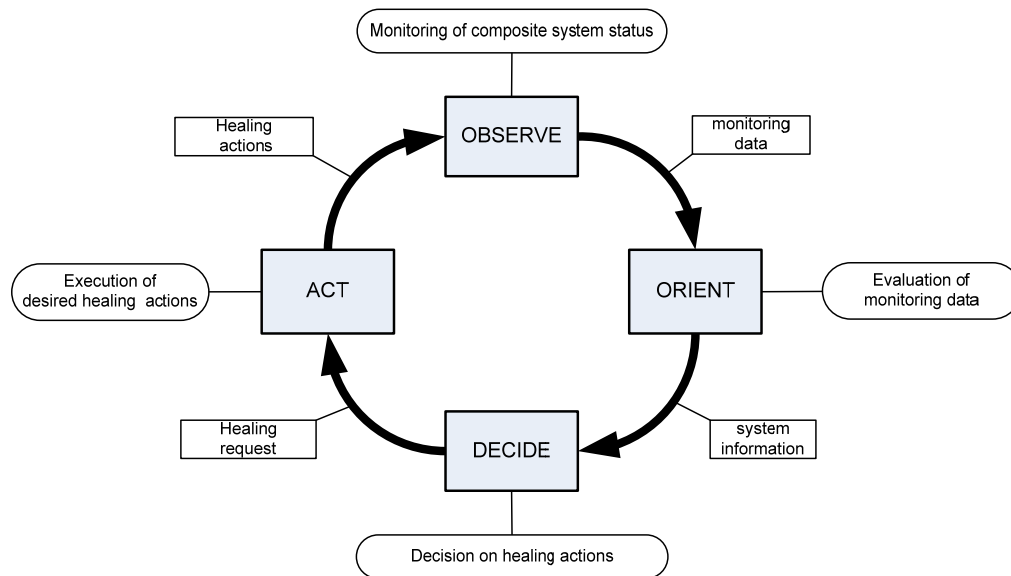 Monitoring of composite system status
OBSERVE
Healing
actions
monitoring
data
ACT
ORIENT
Execution of
desired healing actions
Evaluation of
monitoring data
Healing
request
system
information
DECIDE
Decision on healing actions